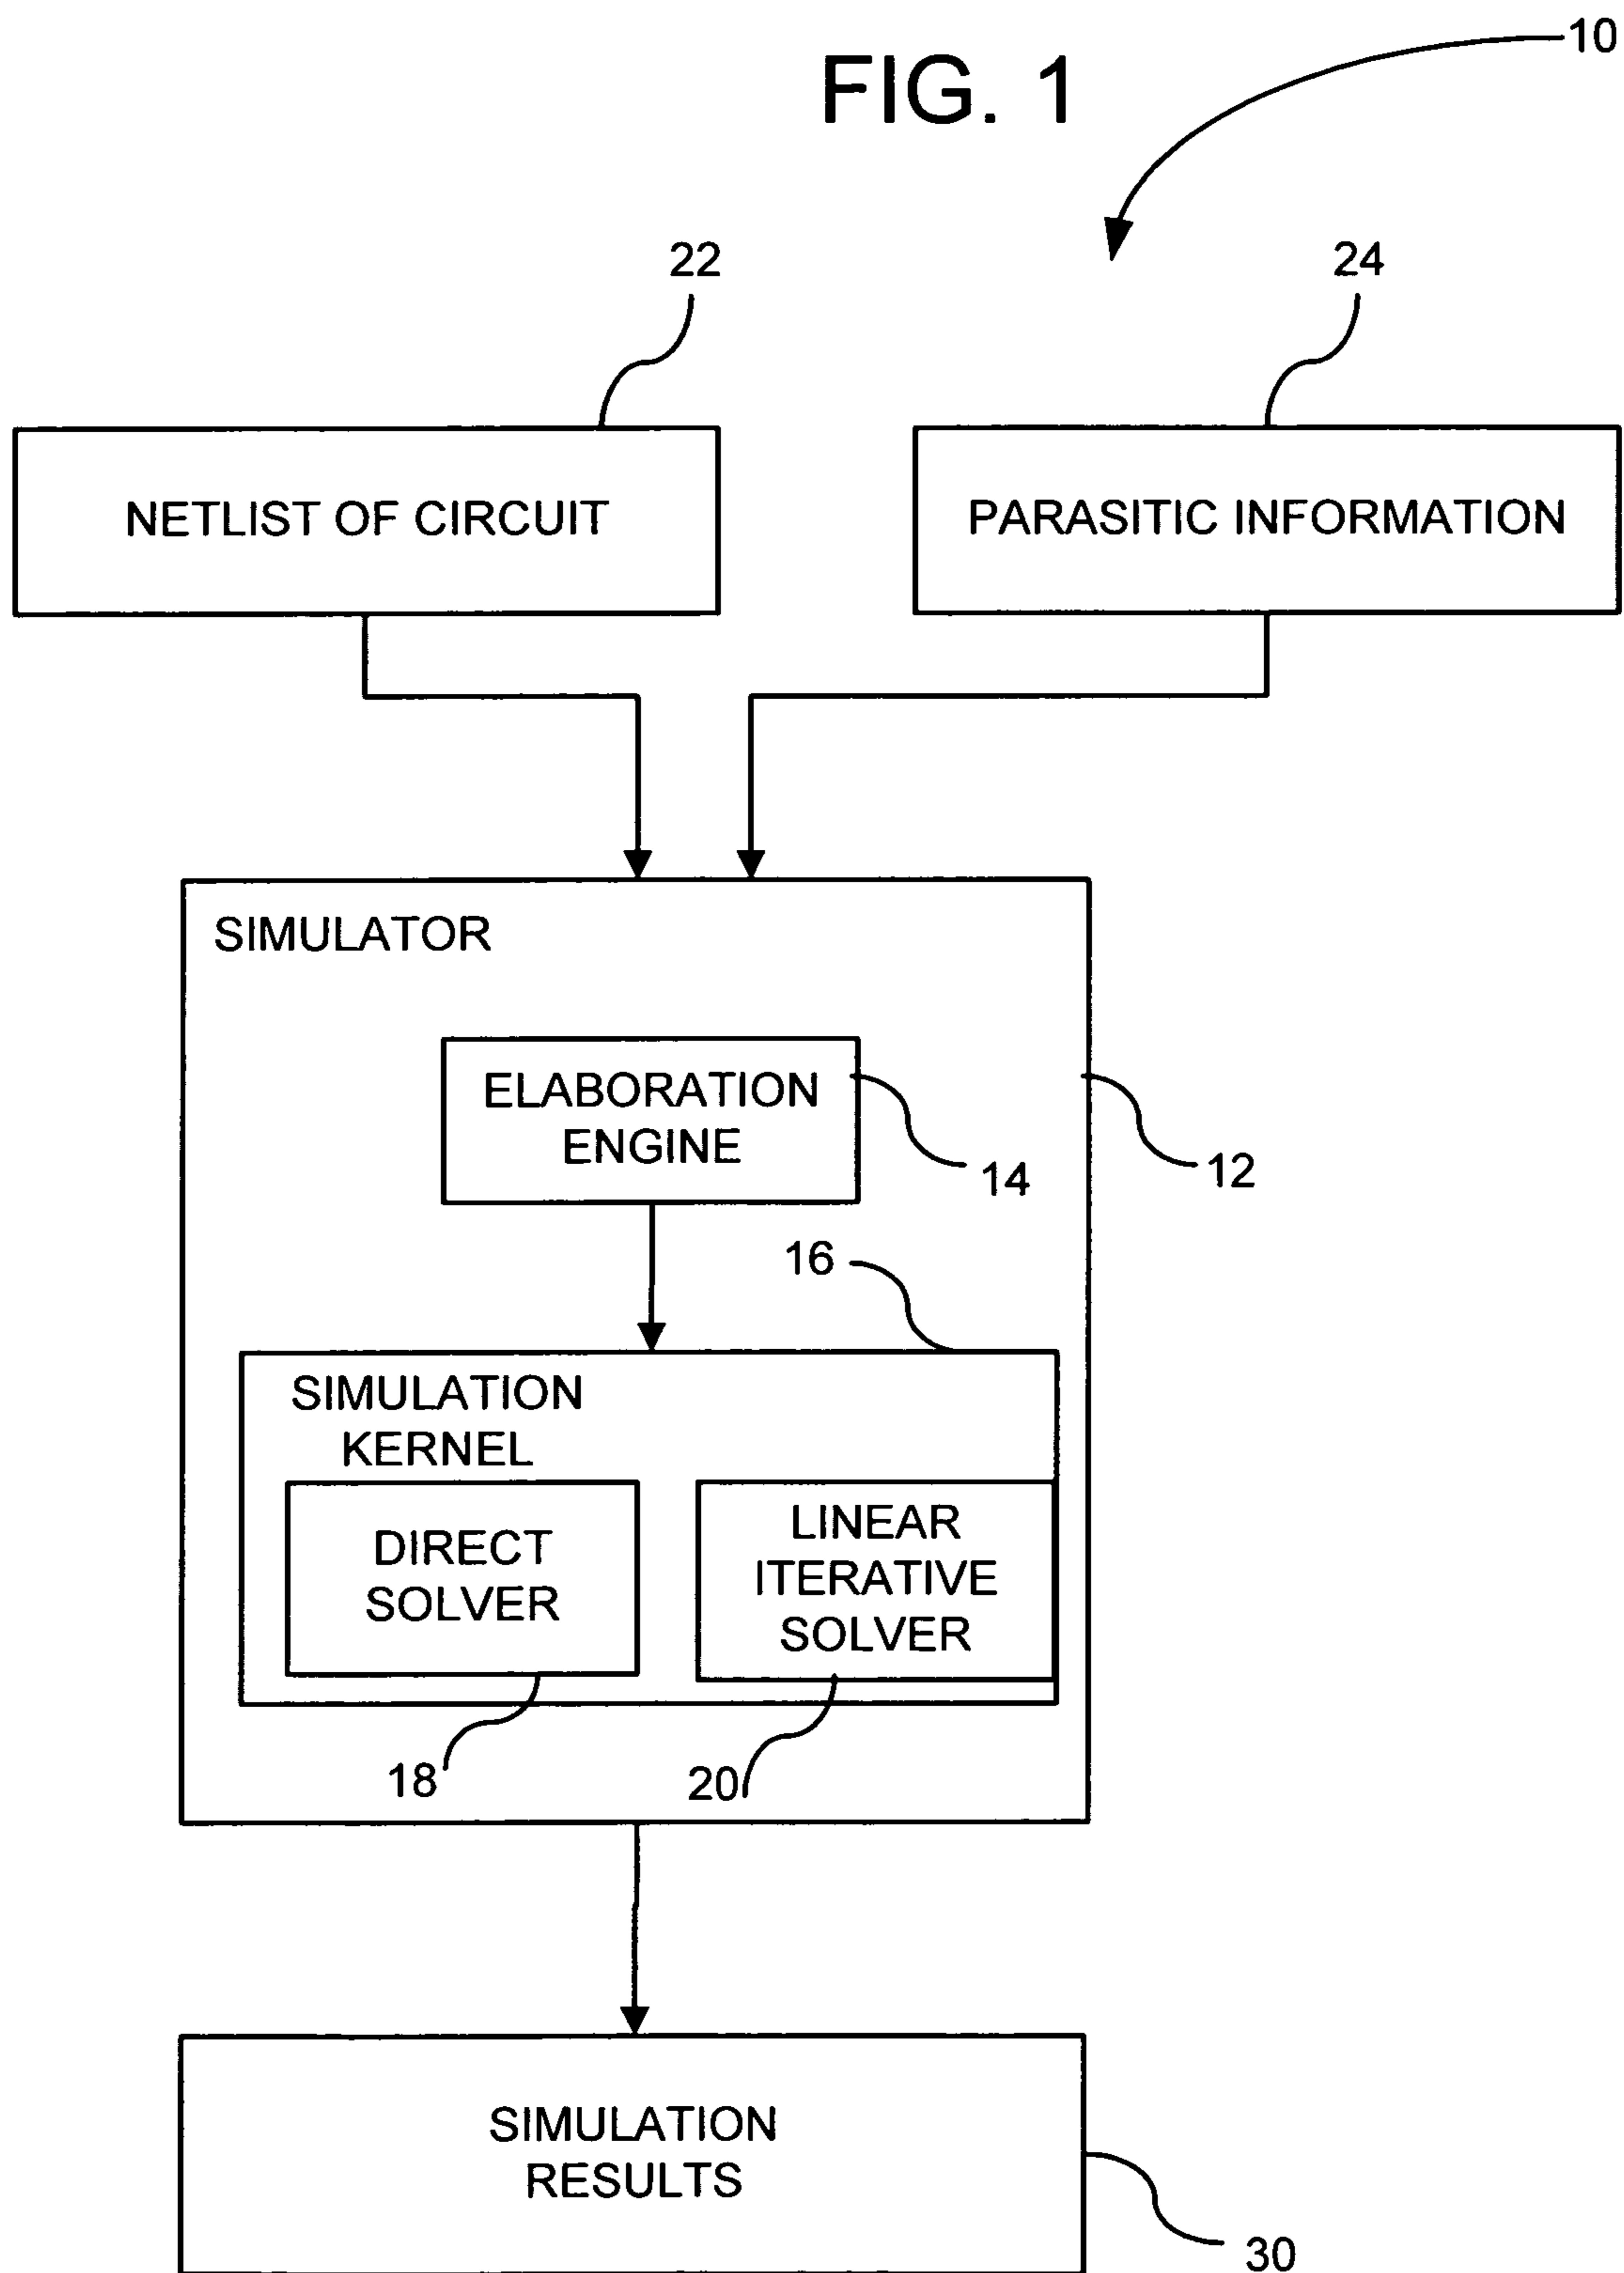 10
FIG. 1
22
24
NETLIST OF CIRCUIT
PARASITIC INFORMATION
SIMULATOR
ELABORATION
ENGINE
14
12
16
SIMULATION
KERNEL
DIRECT
SOLVER
LINEAR
ITERATIVE
SOLVER
18
20
SIMULATION
RESULTS
30